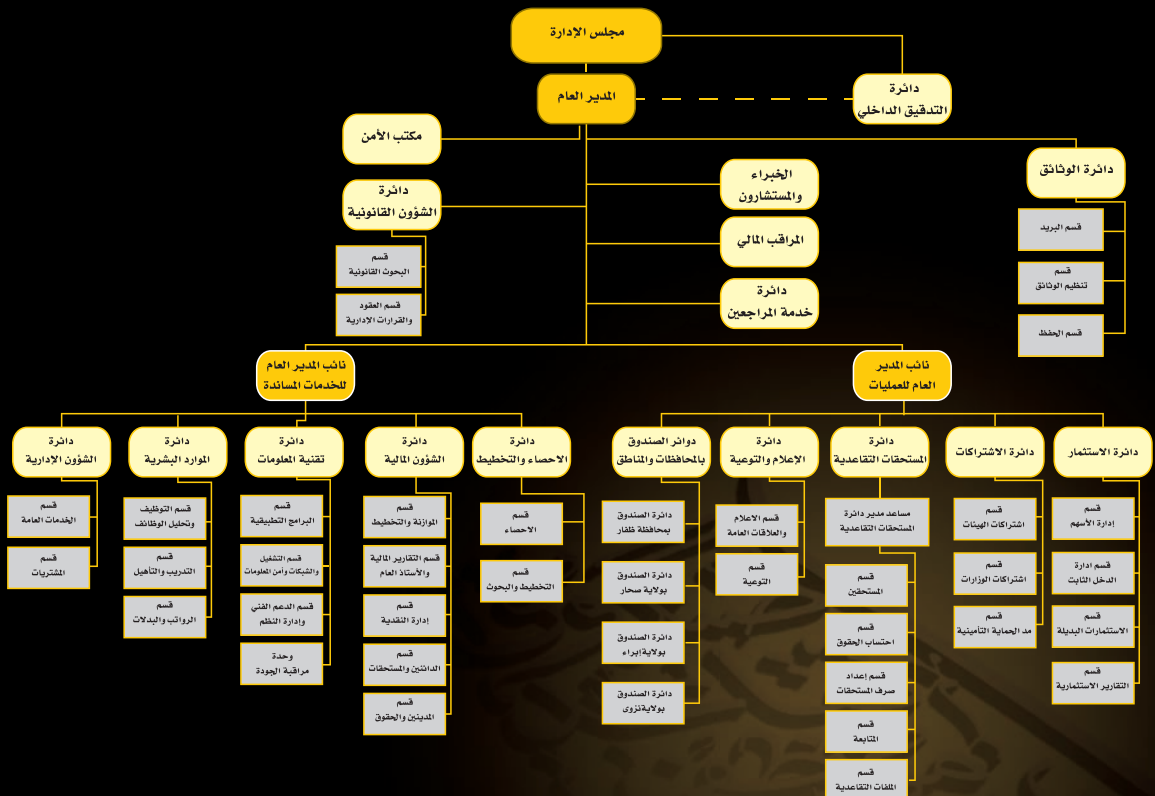 مجلس الإدارة
المدير العام
دائرة
التدقيق الداخلي
مكتب الأمن
دائرة
الشؤون القانونية
قسم
البحوث القانونية
قسم العقود
والقرارات الإدارية
الخبراء
والمستشارون
المراقب المالي
دائرة
خدمة المراجعين
دائرة الوثائق
قسم البريد
قسم
تنظيم الوثائق
قسم الحفظ
نائب المدير
العام للعمليات
نائب المدير العام
للخدمات المساندة
دائرة الاستثمار
قسم
إدارة الأسهم
قسم ادارة
الدخل الثابت
قسم
الاستثمارات البديلة
قسم
التقارير الاستثمارية
دائرة الاشتراكات
قسم
اشتراكات الهيئات
قسم
اشتراكات الوزارات
قسم
مد الحماية التأمينية
دائرة
المستحقات التقاعدية
مساعد مدير دائرة
المستحقات التقاعدية
قسم
المستحقين
قسم
احتساب الحقوق
قسم إعداد
صرف المستحقات
قسم
المتابعة
قسم
الملفات التقاعدية
دائرة
الإعلام والتوعية
قسم الاعلام
والعلاقات العامة
قسم
التوعية
دوائر الصندوق
بالمحافظات والمناطق
دائرة الصندوق
بمحافظة ظفار
دائرة الصندوق
بولاية صحار
دائرة الصندوق
بولاية إبراء
دائرة الصندوق
بولاية نزوى
دائرة
الاحصاء والتخطيط
قسم
الاحصاء
قسم
التخطيط والبحوث
دائرة
الشؤون المالية
قسم
الموازنة والتخطيط
قسم التقارير المالية
والأستاذ العام
قسم
إدارة النقدية
قسم
الدائنين والمستحقات
قسم
المدينين والحقوق
دائرة
تقنية المعلومات
قسم
البرامج التطبيقية
قسم التشغيل
والشبكات وأمن المعلومات
قسم الدعم الفني
وإدارة النظم
وحدة
مراقبة الجودة
دائرة
الموارد البشرية
قسم التوظيف
وتحليل الوظائف
قسم
التدريب والتأهيل
قسم
الرواتب والبدلات
دائرة
الشؤون الإدارية
قسم
الخدمات العامة
قسم
المشتريات